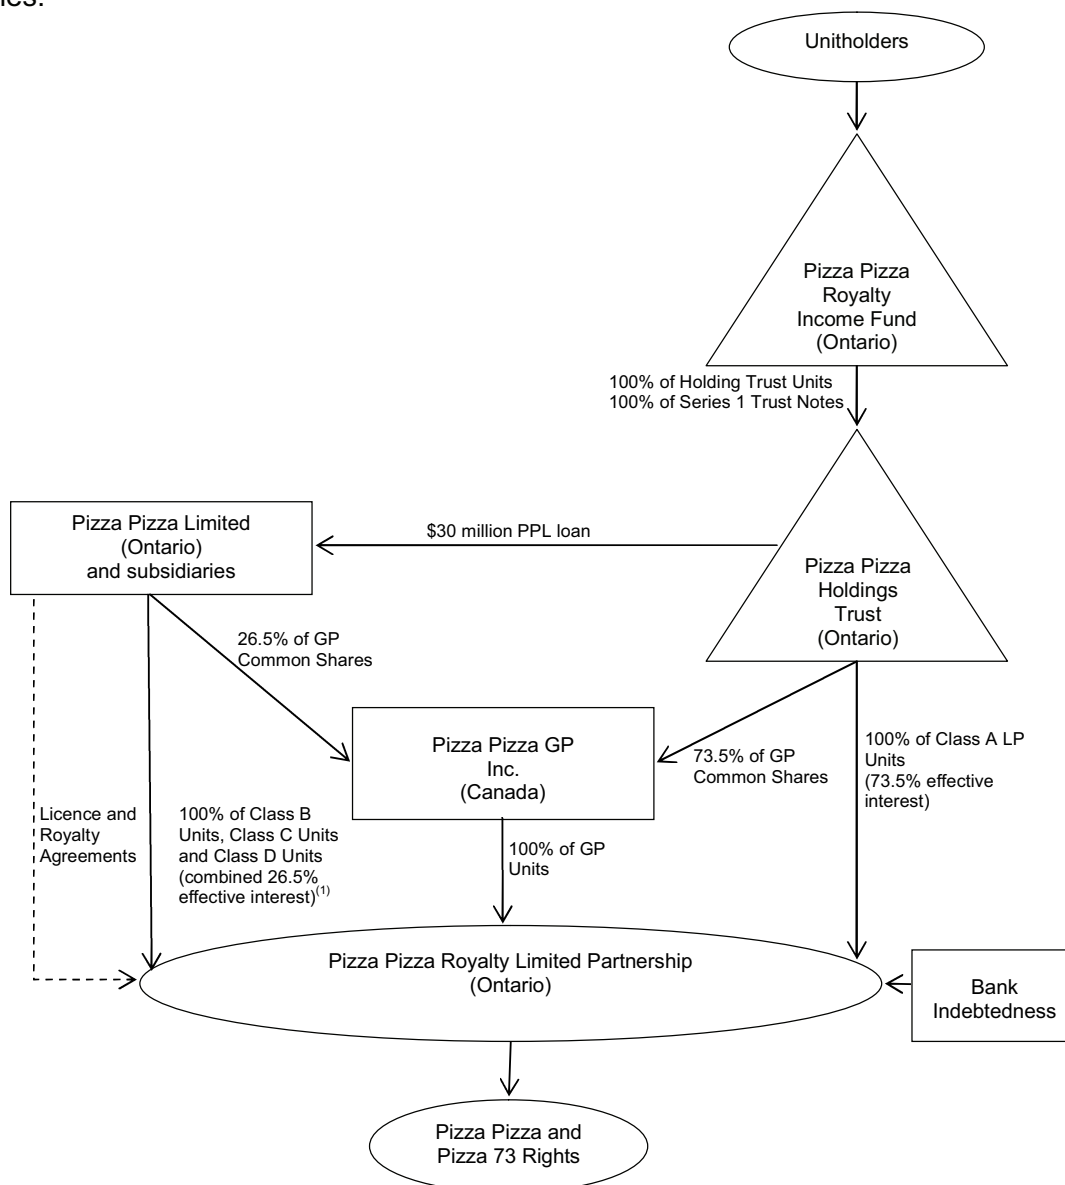 ies.
Unitholders
Pizza Pizza
Royalty
Income Fund
(Ontario)
100% of Holding Trust Units
100% of Series 1 Trust Notes
Pizza Pizza Limited
(Ontario)
and subsidiaries
$30 million PPL loan
Pizza Pizza
Holdings
Trust
(Ontario)
26.5% of GP
Common Shares
Pizza Pizza GP
Inc.
(Canada)
73.5% of GP
Common Shares
100% of Class A LP
Units
(73.5% effective
interest)
Licence and
Royalty
Agreements
100% of Class B
Units, Class C Units
and Class D Units
(combined 26.5%
effective interest)(1)
100% of GP
Units
Pizza Pizza Royalty Limited Partnership
(Ontario)
Bank
Indebtedness
Pizza Pizza and
Pizza 73 Rights